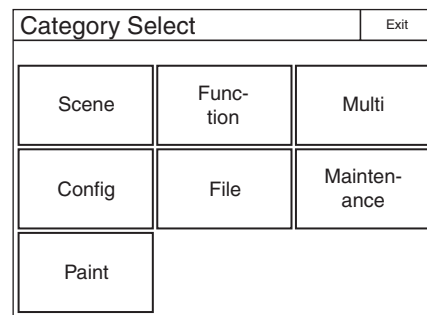 Category Select
Exit
Scene
Func-
tion
Multi
Config
File
Mainten-
ance
Paint